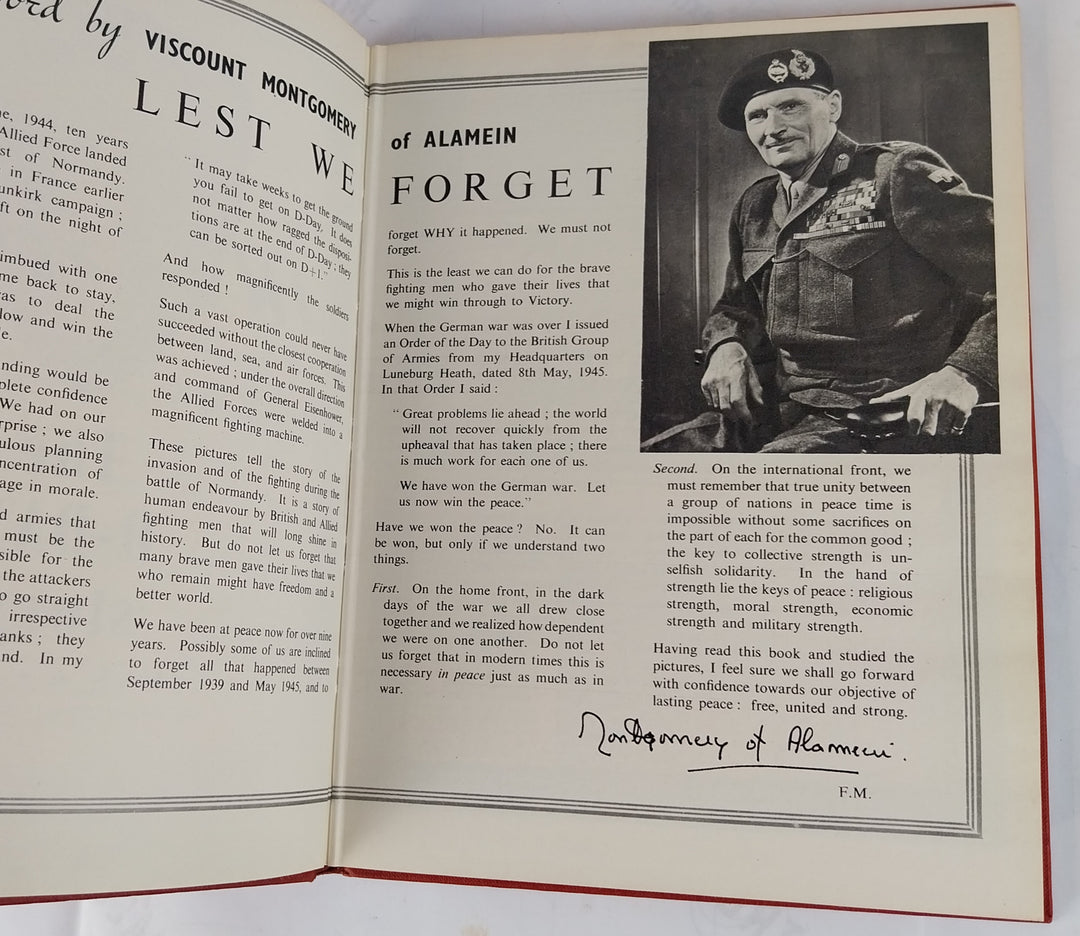 ord by VISCOUNT MONTGOMERY
LEST WE
ne, 1944, ten years
Allied Force landed
st of Normandy.
in France earlier
unkirk campaign ;
ft on the night of
imbued with one
me back to stay,
as to deal the
low and win the
e.
nding would be
plete confidence
We had on our
rprise ; we also
ulous planning
ncentration of
age in morale.
d armies that
must be the
sible for the
the attackers
o go straight
irrespective
anks ; they
nd. In my
“ It may take weeks to get the ground
you fail to get on D-Day. It does
not matter how ragged the disposi-
tions are at the end of D-Day ; they
can be sorted out on D+1.”
And how magnificently the soldiers
responded !
Such a vast operation could never have
succeeded without the closest cooperation
between land, sea, and air forces. This
was achieved ; under the overall direction
and command of General Eisenhower,
the Allied Forces were welded into a
magnificent fighting machine.
These pictures tell the story of the
invasion and of the fighting during the
battle of Normandy. It is a story of
human endeavour by British and Allied
fighting men that will long shine in
history. But do not let us forget that
many brave men gave their lives that we
who remain might have freedom and a
better world.
We have been at peace now for over nine
years. Possibly some of us are inclined
to forget all that happened between
September 1939 and May 1945, and to
of ALAMEIN
FORGET
forget WHY it happened. We must not
forget.
This is the least we can do for the brave
fighting men who gave their lives that
we might win through to Victory.
When the German war was over I issued
an Order of the Day to the British Group
of Armies from my Headquarters on
Luneburg Heath, dated 8th May, 1945.
In that Order I said :
“ Great problems lie ahead ; the world
will not recover quickly from the
upheaval that has taken place ; there
is much work for each one of us.
We have won the German war. Let
us now win the peace.”
Have we won the peace ? No. It can
be won, but only if we understand two
things.
First. On the home front, in the dark
days of the war we all drew close
together and we realized how dependent
we were on one another. Do not let
us forget that in modern times this is
necessary in peace just as much as in
war.
Second. On the international front, we
must remember that true unity between
a group of nations in peace time is
impossible without some sacrifices on
the part of each for the common good ;
the key to collective strength is un-
selfish solidarity. In the hand of
strength lie the keys of peace : religious
strength, moral strength, economic
strength and military strength.
Having read this book and studied the
pictures, I feel sure we shall go forward
with confidence towards our objective of
lasting peace : free, united and strong.
Montgomery of Alamein.
F.M.